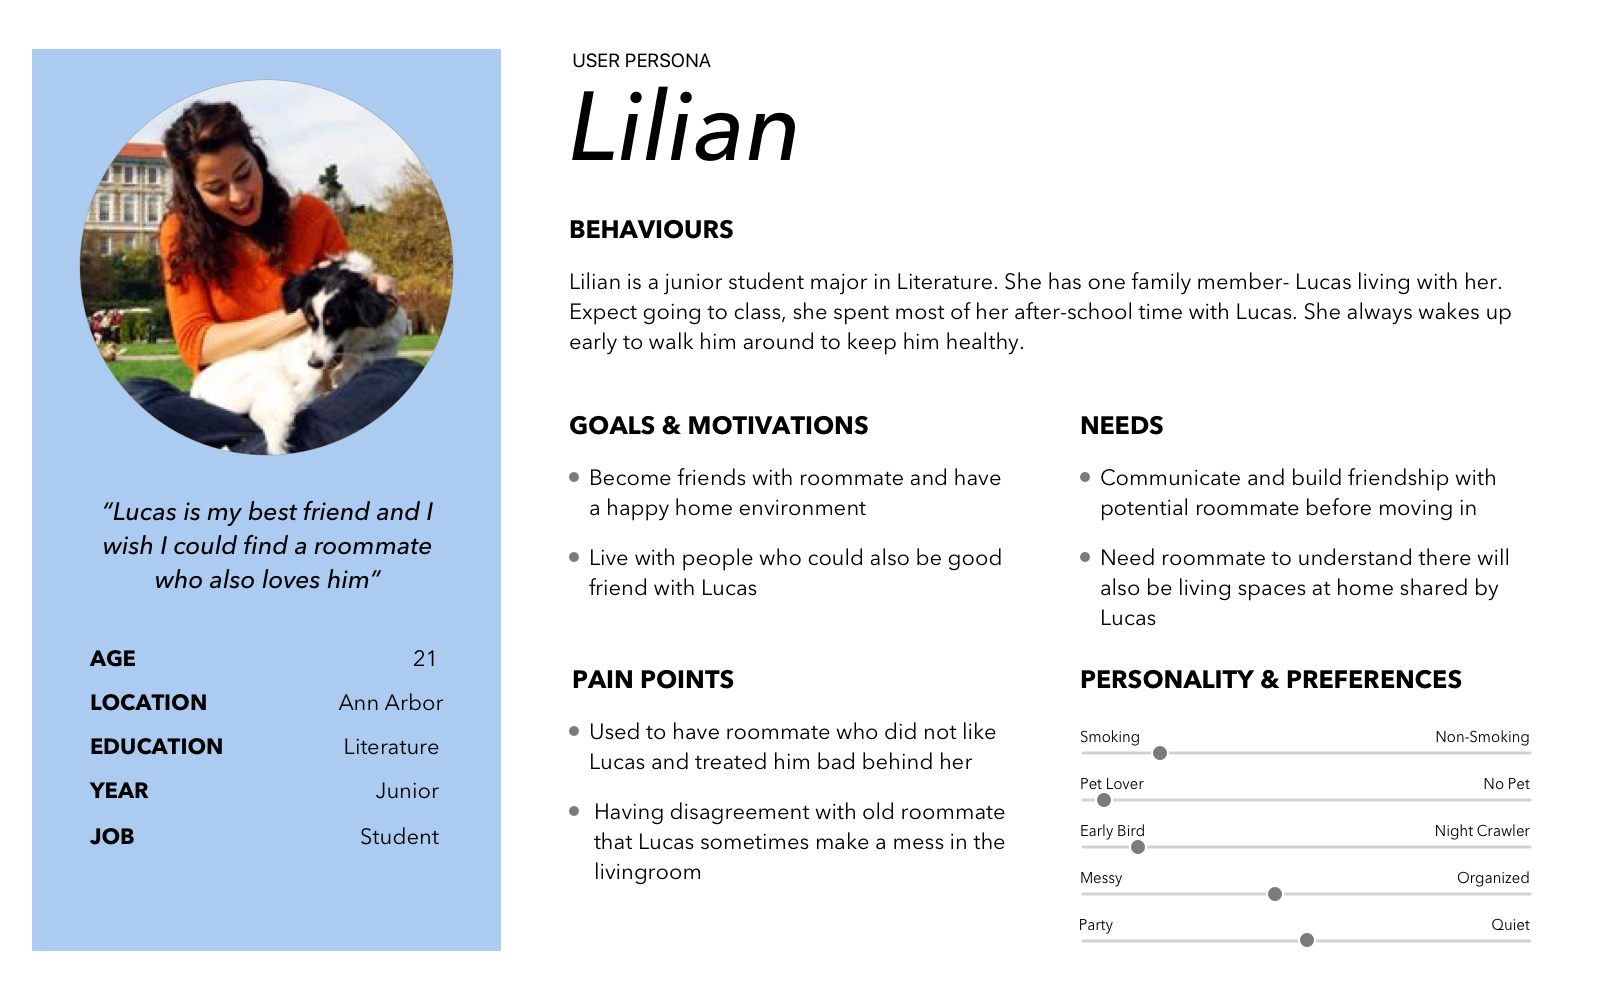 USER PERSONA
Lilian
BEHAVIOURS
Lilian is a junior student major in Literature. She has one family member- Lucas living with her.
Expect going to class, she spent most of her after-school time with Lucas. She always wakes up
early to walk him around to keep him healthy.
GOALS & MOTIVATIONS
Become friends with roommate and have
a happy home environment
Live with people who could also be good
friend with Lucas
NEEDS
Communicate and build friendship with
potential roommate before moving in
Need roommate to understand there will
also be living spaces at home shared by
Lucas
PAIN POINTS
Used to have roommate who did not like
Lucas and treated him bad behind her
Having disagreement with old roommate
that Lucas sometimes make a mess in the
livingroom
PERSONALITY & PREFERENCES
Smoking Non-Smoking
Pet Lover No Pet
Early Bird Night Crawler
Messy Organized
Party Quiet
“Lucas is my best friend and I
wish I could find a roommate
who also loves him”
AGE 21
LOCATION Ann Arbor
EDUCATION Literature
YEAR Junior
JOB Student